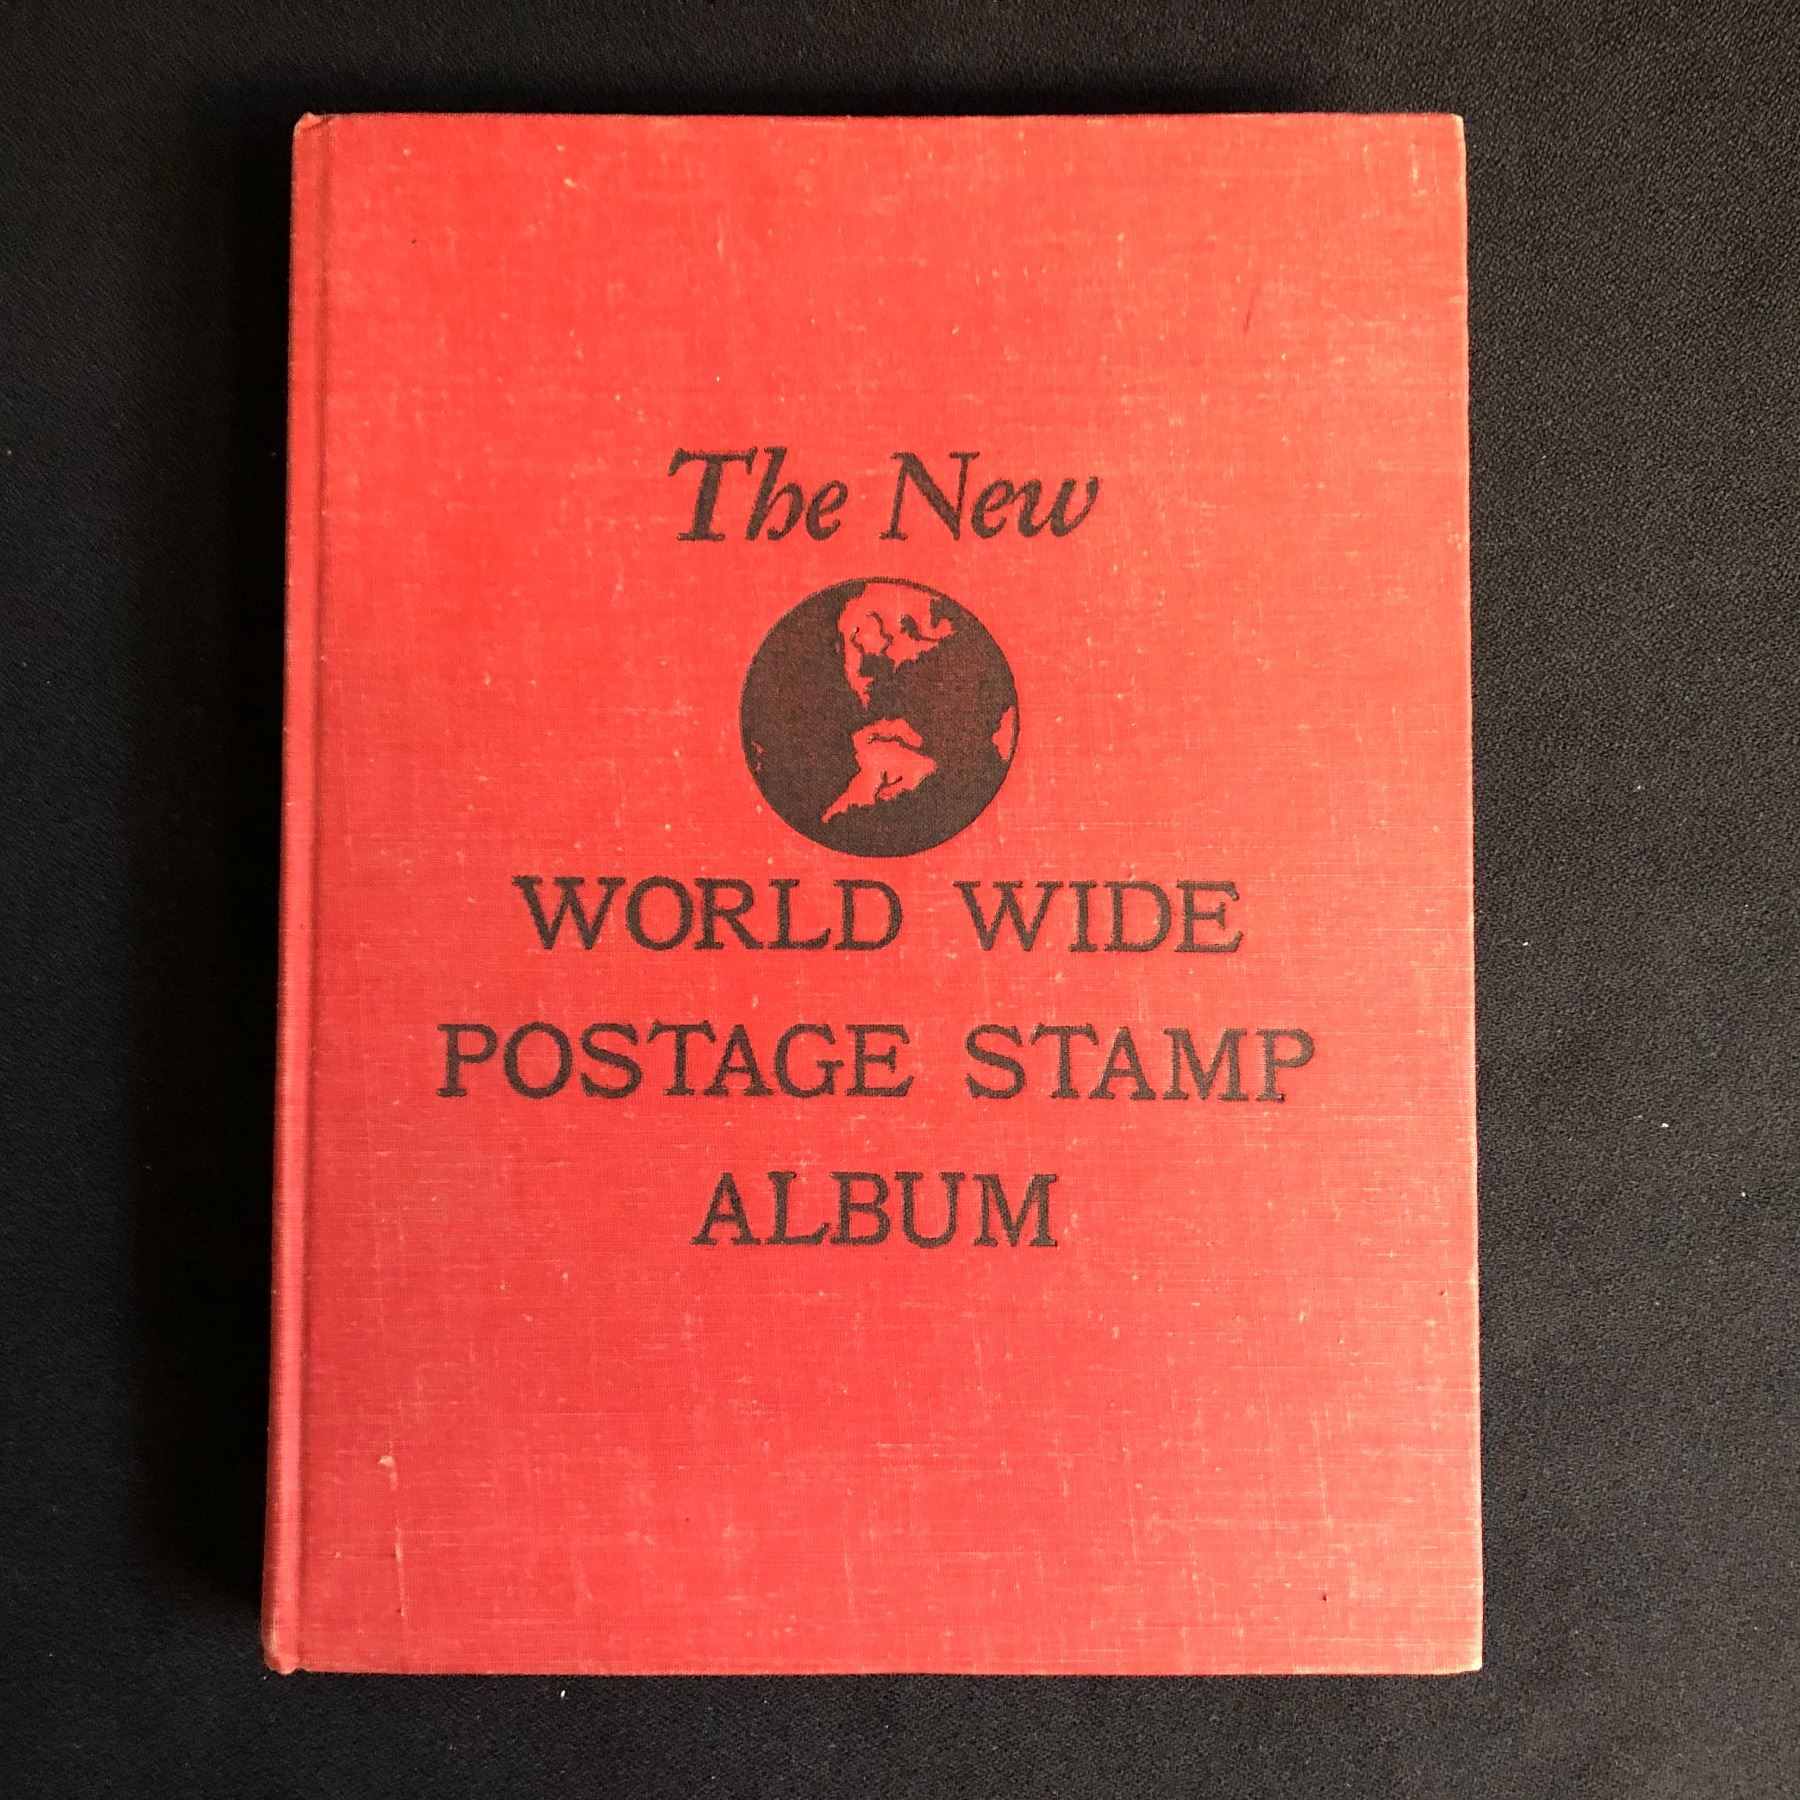 The New
WORLD WIDE
POSTAGE STAMP
ALBUM